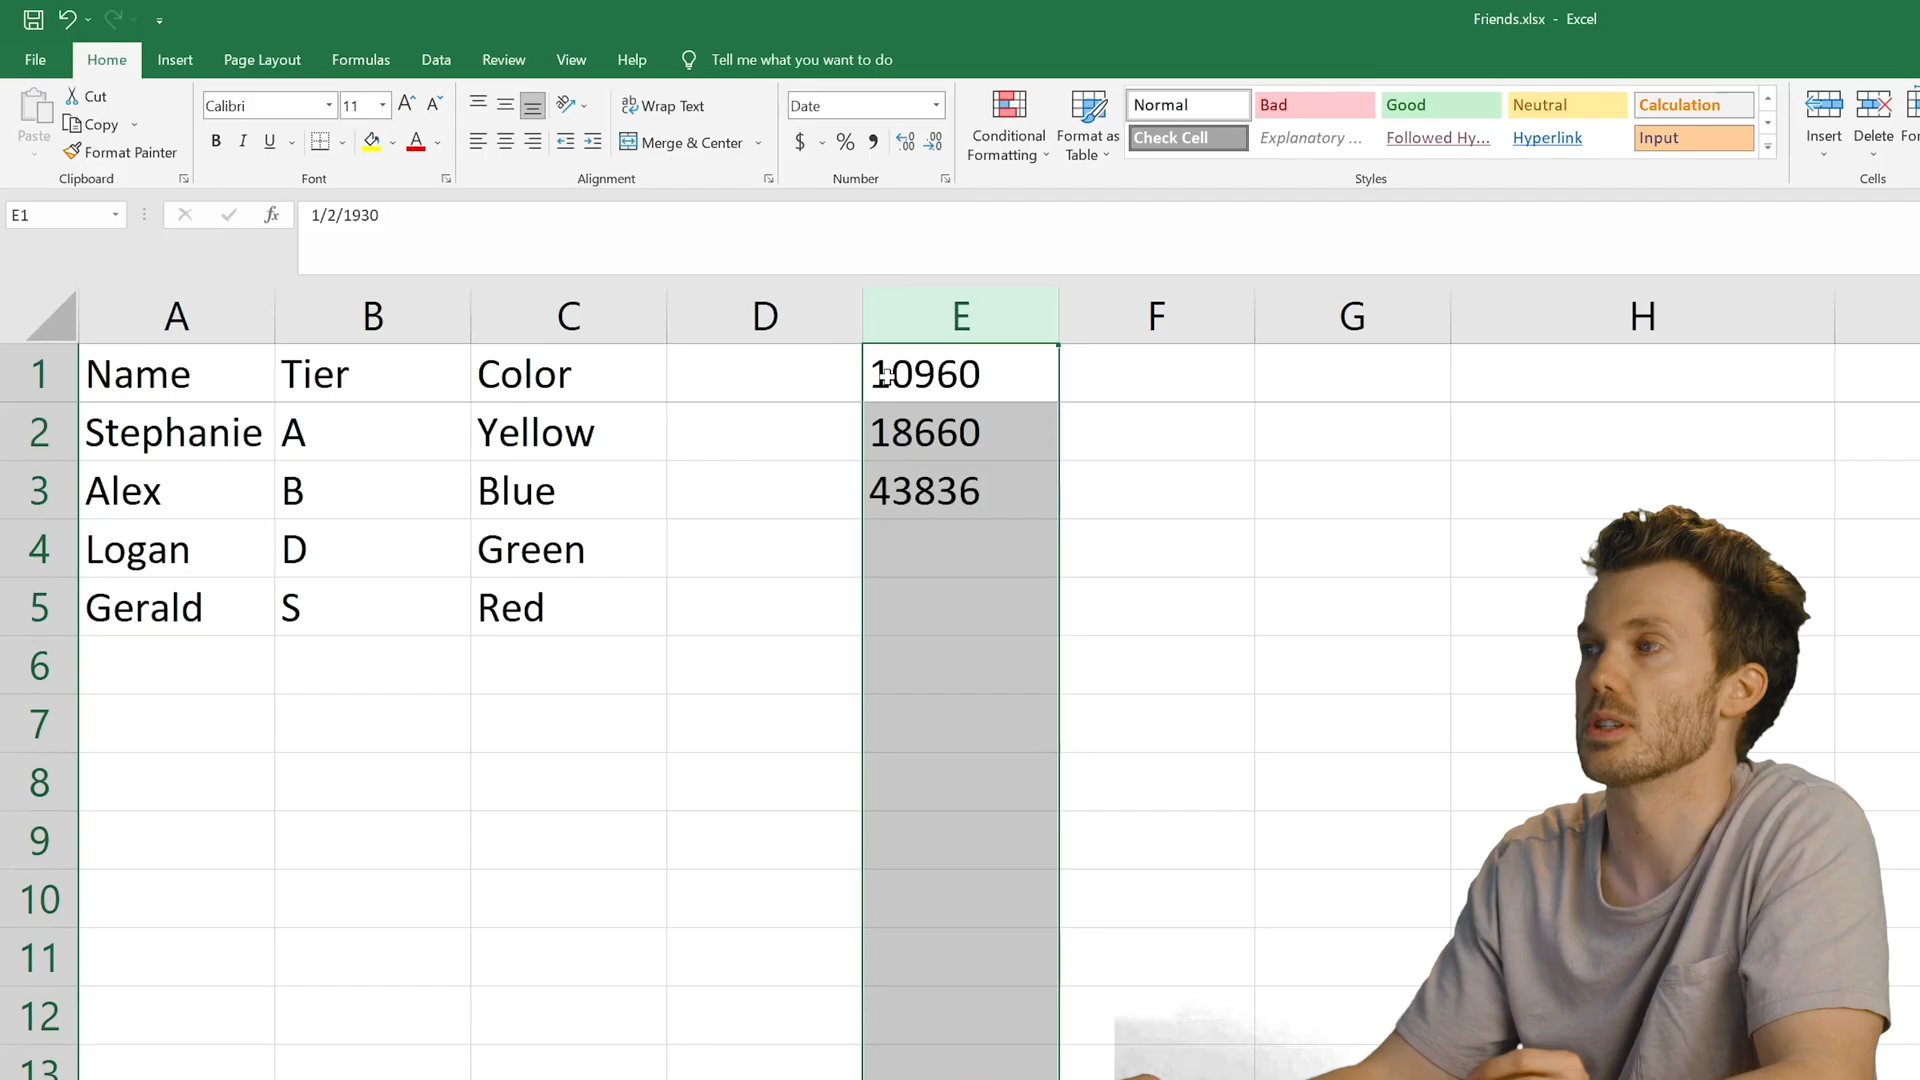 Friends.xlsx - Excel
File Home Insert Page Layout Formulas Data Review View Help Tell me what you want to do
Paste
Cut
Copy
Format Painter
Clipboard
Calibri 11
B I U
Font
Wrap Text
Merge & Center
Alignment
Date
$ % ,
Number
Conditional Formatting
Format as Table
Normal Bad Good Neutral Calculation
Check Cell Explanatory ... Followed Hy... Hyperlink Input
Styles
Insert Delete
Cells
E1 fx 1/2/1930
A B C D E F G H
1 Name Tier Color 10960
2 Stephanie A Yellow 18660
3 Alex B Blue 43836
4 Logan D Green
5 Gerald S Red
6
7
8
9
10
11
12
13